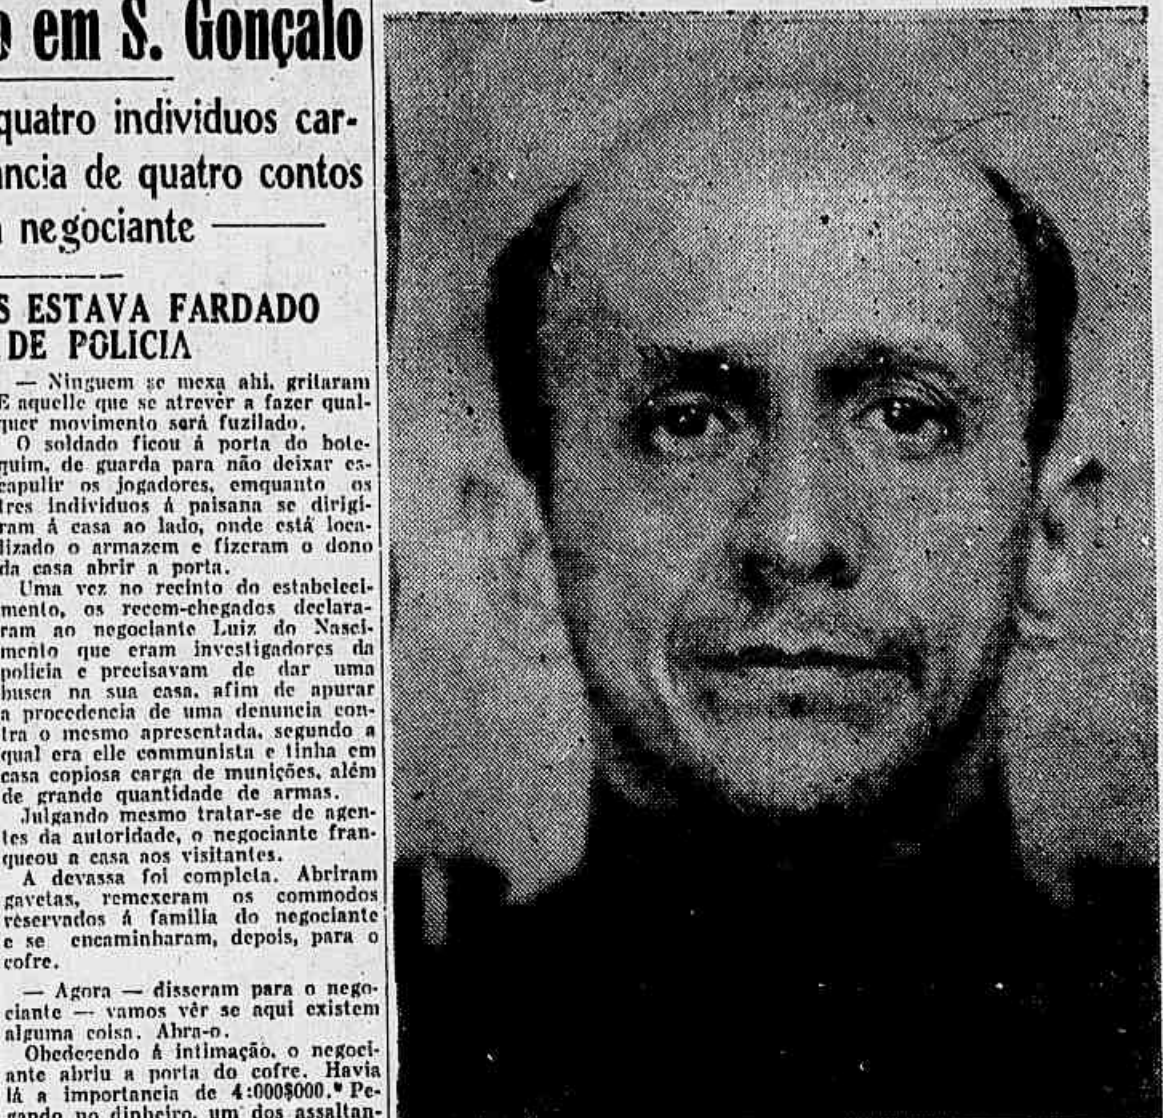 em S. Gonçalo
quatro individuos car-
ancia de quatro contos
negociante
S ESTAVA FARDADO
DE POLICIA
— Ninguem se mexa ahi, gritaram
E aquelle que se atrevêr a fazer qual-
quer movimento será fuzilado.
O soldado ficou á porta do bote-
quim, de guarda para não deixar es-
capulir os jogadores, emquanto os
tres individuos á paisana se dirigi-
ram á casa ao lado, onde está loca-
lizado o armazem e fizeram o dono
da casa abrir a porta.
Uma vez no recinto do estabeleci-
mento, os recem-chegados declara-
ram ao negociante Luiz do Nasci-
mento que eram investigadores da
policia e precisavam de dar uma
busca na sua casa, afim de apurar
a procedencia de uma denuncia con-
tra o mesmo apresentada, segundo a
qual era elle communista e tinha em
casa copiosa carga de munições, além
de grande quantidade de armas.
Julgando mesmo tratar-se de agen-
tes da autoridade, o negociante fran-
queou a casa aos visitantes.
A devassa foi completa. Abriram
gavetas, remexeram os commodos
reservados á familia do negociante
e se encaminharam, depois, para o
cofre.
— Agora — disseram para o nego-
ciante — vamos vêr se aqui existem
alguma coisa. Abra-o.
Obedecendo á intimação, o negoci-
ante abriu a porta do cofre. Havia
lá a importancia de 4:000$000. Pe-
gando no dinheiro, um dos assaltan-